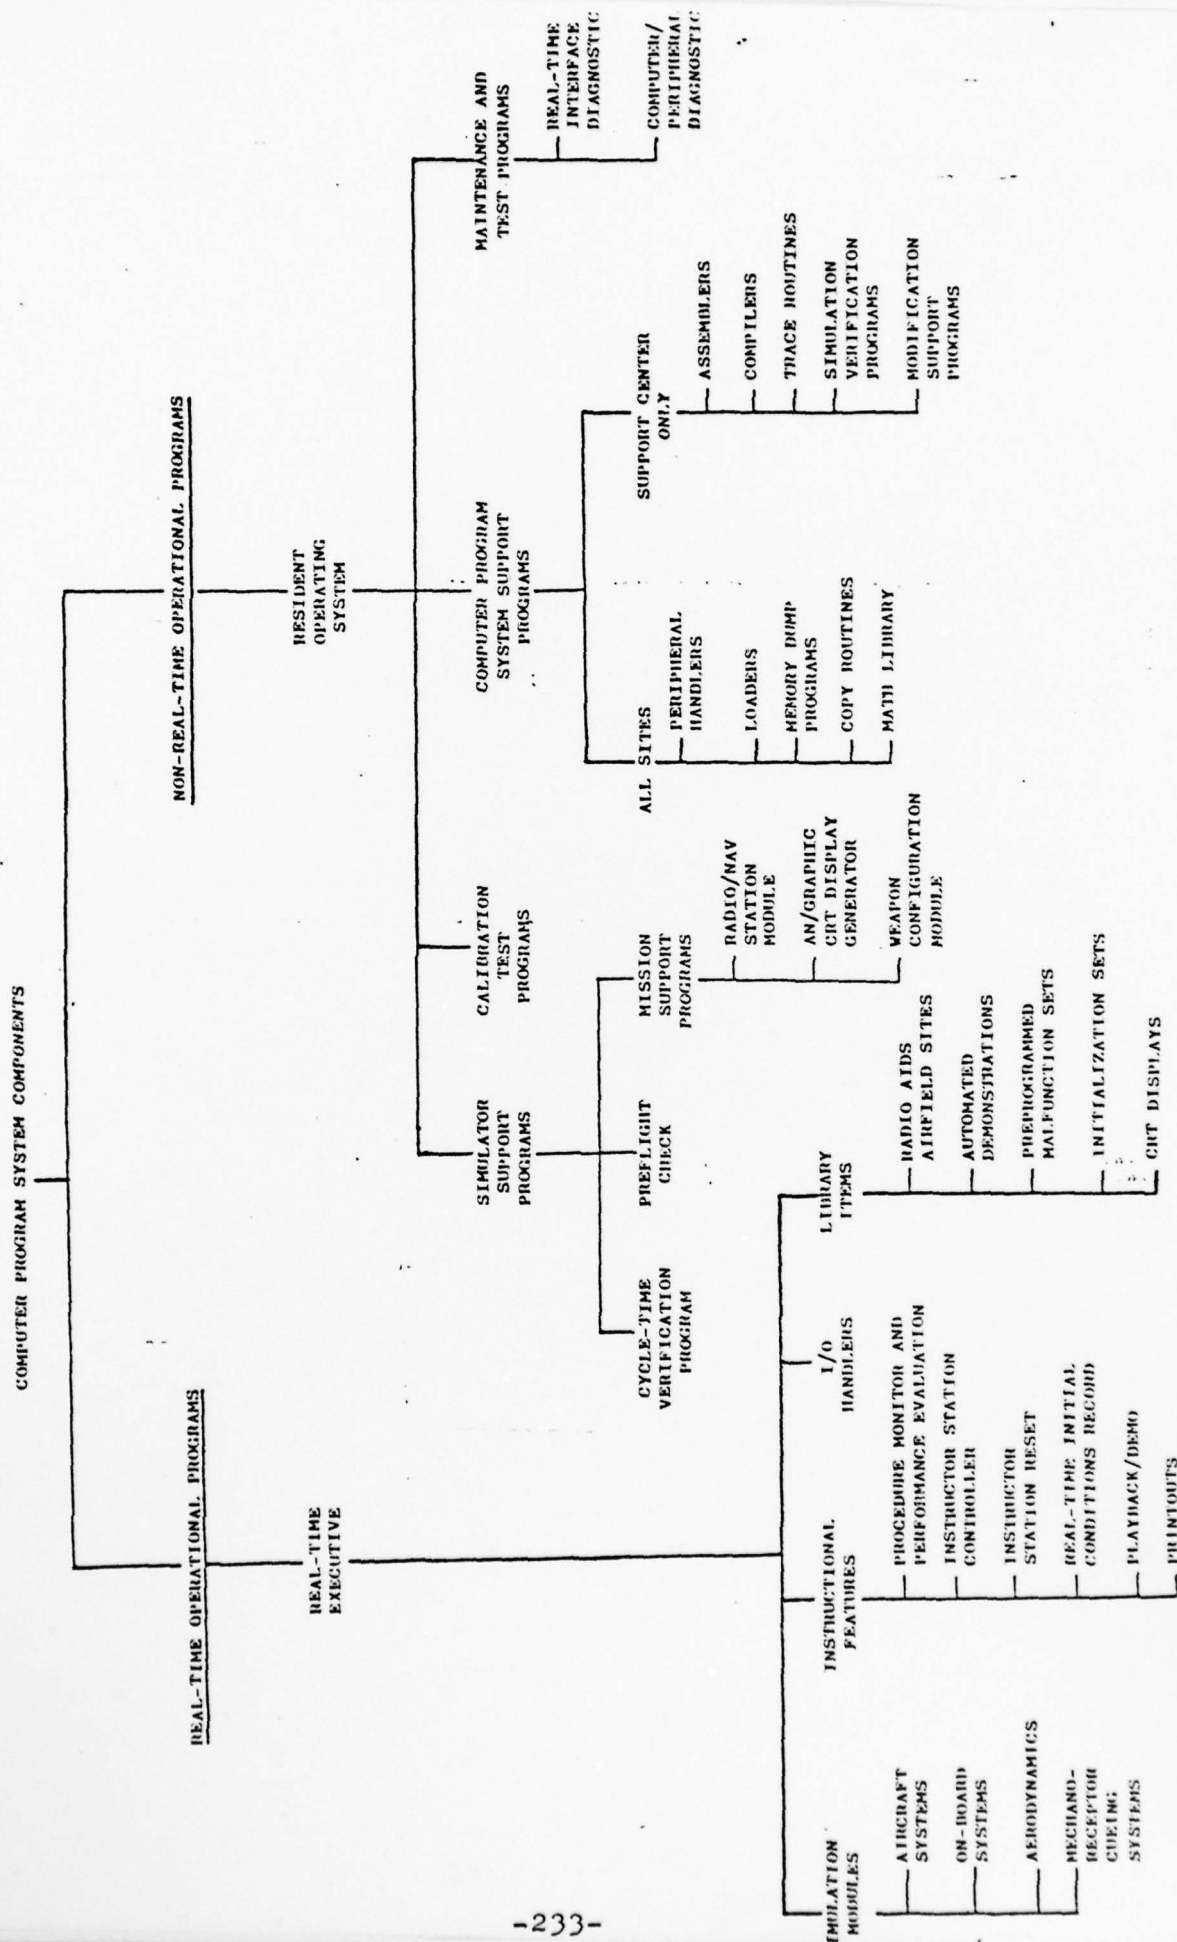 COMPUTER PROGRAM SYSTEM COMPONENTS
REAL-TIME OPERATIONAL PROGRAMS
REAL-TIME
EXECUTIVE
IMULATION
MODULES
AIRCRAFT
SYSTEMS
ON-BOARD
SYSTEMS
AERODYNAMICS
MECHANO-
RECEPTOR
CUEING
SYSTEMS
INSTRUCTIONAL
FEATURES
PROCEDURE MONITOR AND
PERFORMANCE EVALUATION
INSTRUCTOR STATION
CONTROLLER
INSTRUCTOR
STATION RESET
REAL-TIME INITIAL
CONDITIONS RECORD
PLAYBACK/DEMO
PRINTOUTS
I/O
HANDLERS
LIBRARY
ITEMS
RADIO AIDS
AIRFIELD SITES
AUTOMATED
DEMONSTRATIONS
PREPROGRAMMED
MALFUNCTION SETS
INITIALIZATION SETS
CRT DISPLAYS
NON-REAL-TIME OPERATIONAL PROGRAMS
RESIDENT
OPERATING
SYSTEM
SIMULATOR
SUPPORT
PROGRAMS
CYCLE-TIME
VERIFICATION
PROGRAM
PREFLIGHT
CHECK
MISSION
SUPPORT
PROGRAMS
RADIO/NAV
STATION
MODULE
AN/GRAPHIC
CRT DISPLAY
GENERATOR
WEAPON
CONFIGURATION
MODULE
CALIBRATION
TEST
PROGRAMS
COMPUTER PROGRAM
SYSTEM SUPPORT
PROGRAMS
ALL SITES
PERIPHERAL
HANDLERS
LOADERS
MEMORY DUMP
PROGRAMS
COPY ROUTINES
MATH LIBRARY
SUPPORT CENTER
ONLY
ASSEMBLERS
COMPILERS
TRACE ROUTINES
SIMULATION
VERIFICATION
PROGRAMS
MODIFICATION
SUPPORT
PROGRAMS
MAINTENANCE AND
TEST PROGRAMS
REAL-TIME
INTERFACE
DIAGNOSTIC
COMPUTER/
PERIPHERAL
DIAGNOSTIC
-233-